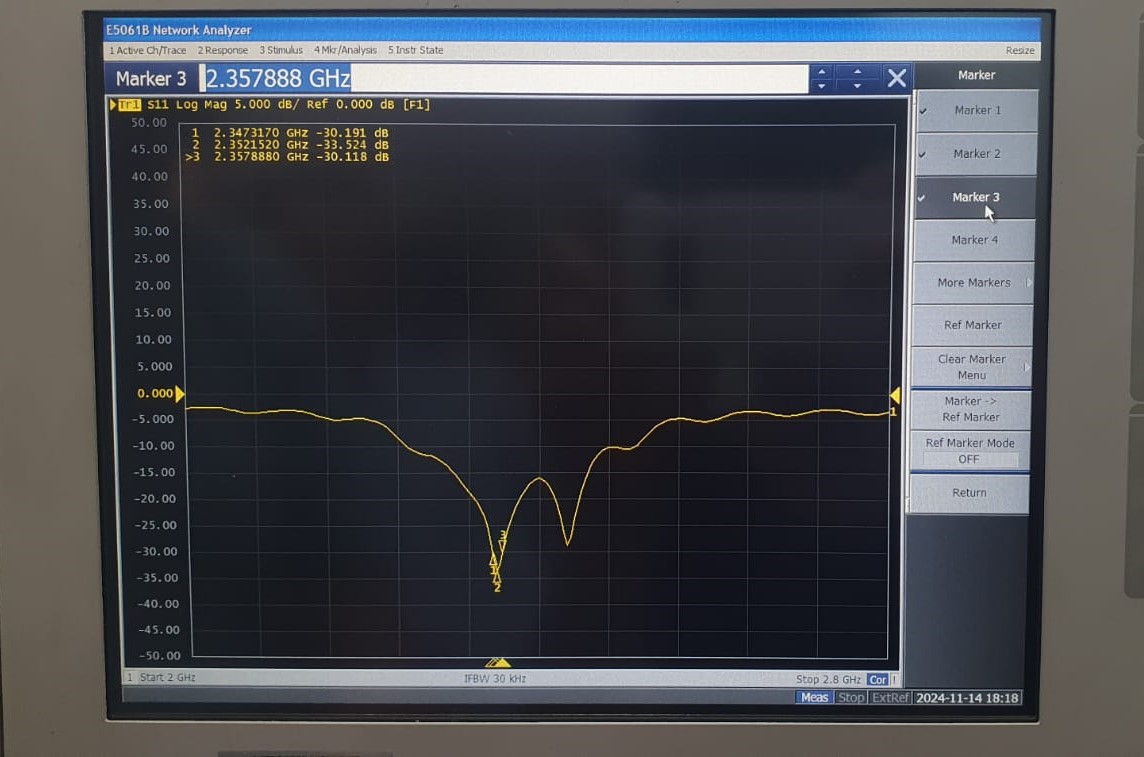 E5061B Network Analyzer
1 Active Ch/Trace 2 Response 3 Stimulus 4 Mkr/Analysis 5 Instr State Resize
Marker 3 2.357888 GHz
Marker
Tr1 S11 Log Mag 5.000 dB/ Ref 0.000 dB [F1]
50.00
1 2.3473170 GHz -30.191 dB
2 2.3521520 GHz -33.524 dB
>3 2.3578880 GHz -30.118 dB
45.00
40.00
35.00
30.00
25.00
20.00
15.00
10.00
5.000
0.000
-5.000
-10.00
-15.00
-20.00
-25.00
-30.00
-35.00
-40.00
-45.00
-50.00
1
3
1
2
Marker 1
Marker 2
Marker 3
Marker 4
More Markers
Ref Marker
Clear Marker
Menu
Marker ->
Ref Marker
Ref Marker Mode
OFF
Return
1 Start 2 GHz IFBW 30 kHz Stop 2.8 GHz Cor !
Meas Stop ExtRef 2024-11-14 18:18